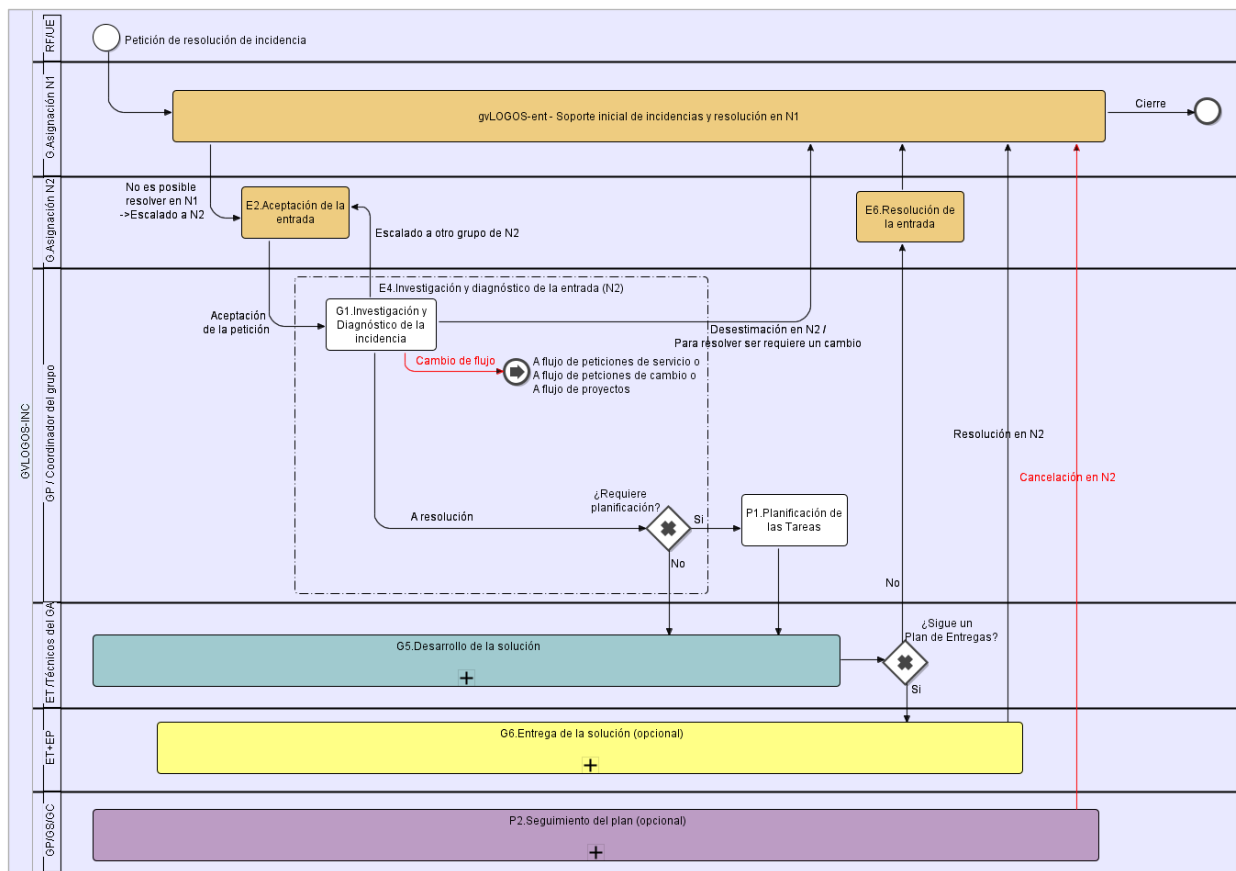 GVLOGOS-INC
RF/UE
Petición de resolución de incidencia
G.Asignación N1
gvLOGOS-ent - Soporte inicial de incidencias y resolución en N1
Cierre
G.Asignación N2
No es posible
resolver en N1
->Escalado a N2
E2.Aceptación de la
entrada
Escalado a otro grupo de N2
E6.Resolución de
la entrada
GP / Coordinador del grupo
E4.Investigación y diagnóstico de la entrada (N2)
Aceptación
de la petición
G1.Investigación y
Diagnóstico de la
incidencia
Desestimación en N2 /
Para resolver ser requiere un cambio
Cambio de flujo
A flujo de peticiones de servicio o
A flujo de petciones de cambio o
A flujo de proyectos
Resolución en N2
Cancelación en N2
A resolución
¿Requiere
planificación?
Si
No
P1.Planificación de
las Tareas
No
ET /Técnicos del GA
G5.Desarrollo de la solución
¿Sigue un
Plan de Entregas?
Si
ET+EP
G6.Entrega de la solución (opcional)
GP/GS/GC
P2.Seguimiento del plan (opcional)